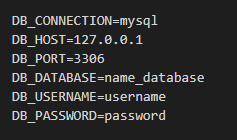 DB_CONNECTION=mysql
DB_HOST=127.0.0.1
DB_PORT=3306
DB_DATABASE=name_database
DB_USERNAME=username
DB_PASSWORD=password